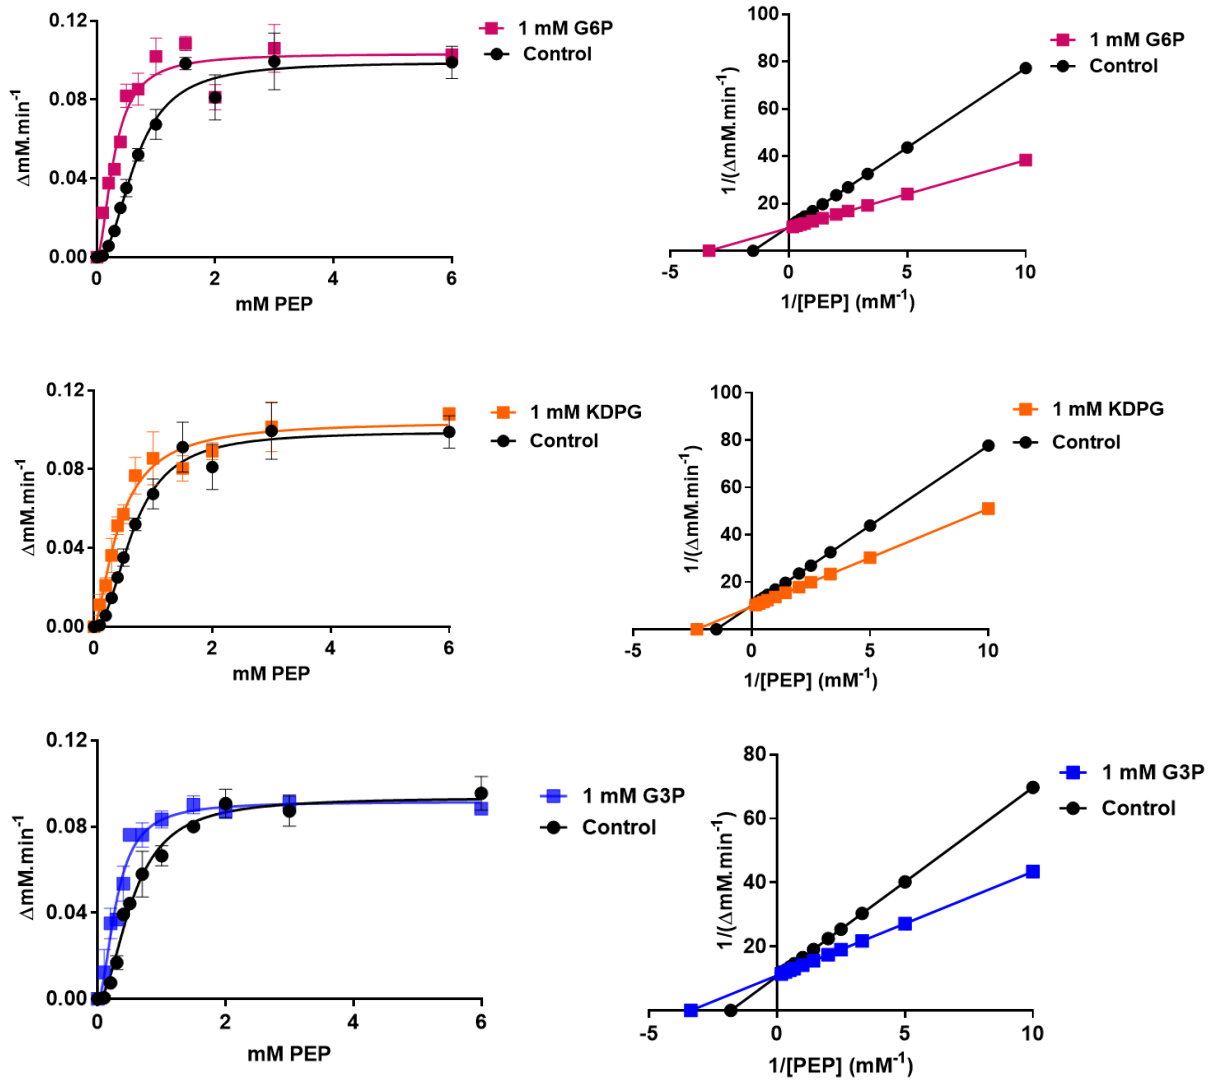 0.12
0.08
0.04
0.00
ΔmM.min-1
0 2 4 6
mM PEP
1 mM G6P
Control
100
80
60
40
20
1/(ΔmM.min-1)
-5 0 5 10
1/[PEP] (mM-1)
1 mM G6P
Control
0.12
0.08
0.04
0.00
ΔmM.min-1
0 2 4 6
mM PEP
1 mM KDPG
Control
100
80
60
40
20
1/(ΔmM.min-1)
-5 0 5 10
1/[PEP] (mM-1)
1 mM KDPG
Control
0.12
0.08
0.04
0.00
ΔmM.min-1
0 2 4 6
mM PEP
1 mM G3P
Control
80
60
40
20
1/(ΔmM.min-1)
-5 0 5 10
1/[PEP] (mM-1)
1 mM G3P
Control